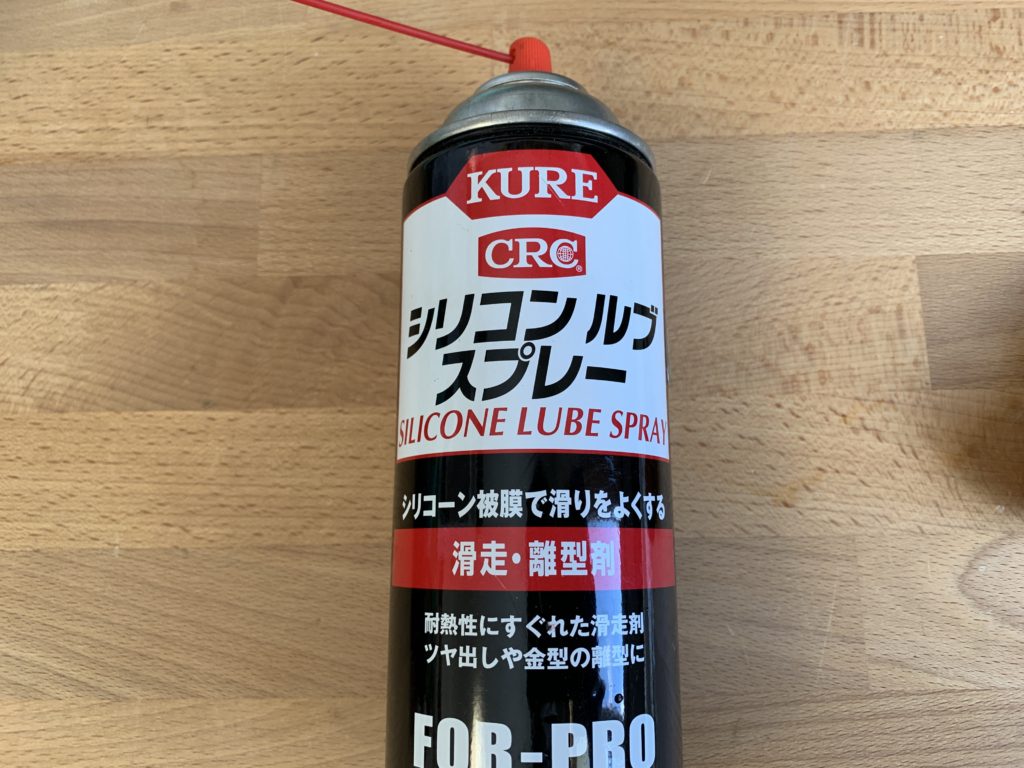 KURE
CRC®
シリコン ルブ
スプレー
SILICONE LUBE SPRAY
シリコーン被膜で滑りをよくする
滑走・離型剤
耐熱性にすぐれた滑走剤
ツヤ出しや金型の離型に
FOR-PRO